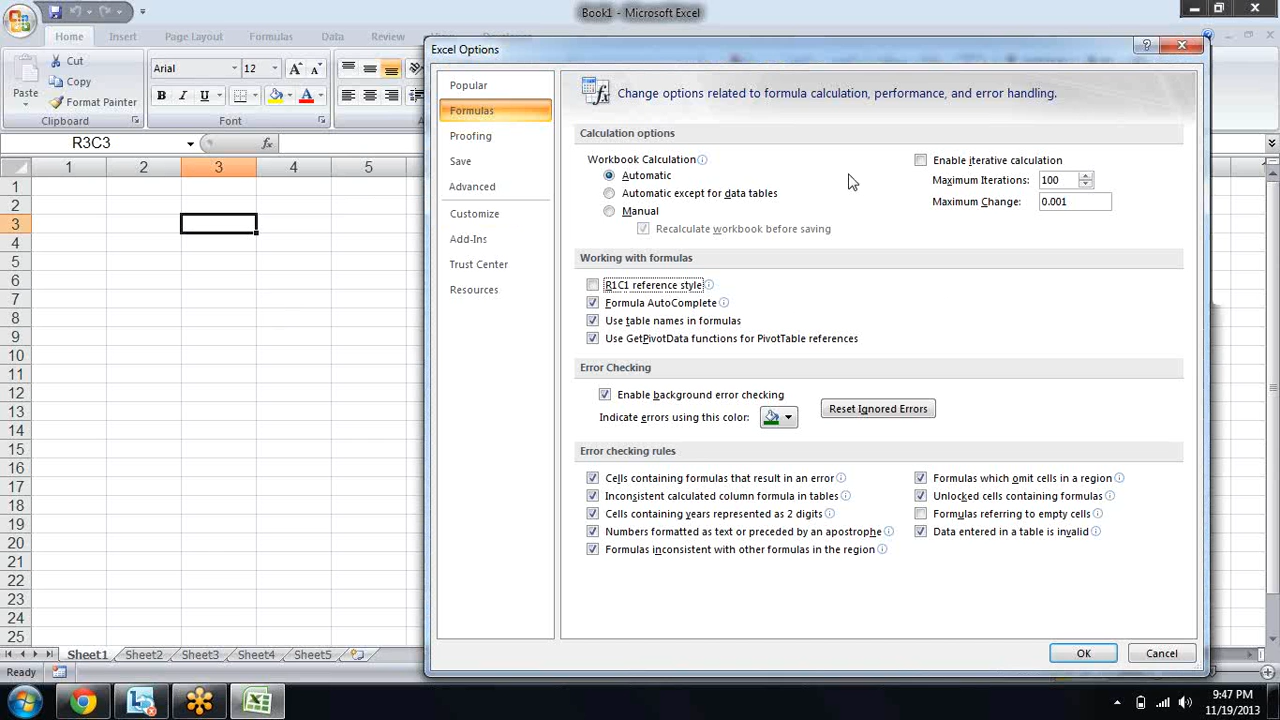 Book1 - Microsoft Excel
Home Insert Page Layout Formulas Data Review
Cut
Copy
Format Painter
Paste
Clipboard
Arial 12
B I U
Font
Excel Options
Popular
Formulas
Proofing
Save
Advanced
Customize
Add-Ins
Trust Center
Resources
Change options related to formula calculation, performance, and error handling.
Calculation options
Workbook Calculation
Automatic
Automatic except for data tables
Manual
Recalculate workbook before saving
Enable iterative calculation
Maximum Iterations: 100
Maximum Change: 0.001
Working with formulas
R1C1 reference style
Formula AutoComplete
Use table names in formulas
Use GetPivotData functions for PivotTable references
Error Checking
Enable background error checking
Indicate errors using this color:
Reset Ignored Errors
Error checking rules
Cells containing formulas that result in an error
Inconsistent calculated column formula in tables
Cells containing years represented as 2 digits
Numbers formatted as text or preceded by an apostrophe
Formulas inconsistent with other formulas in the region
Formulas which omit cells in a region
Unlocked cells containing formulas
Formulas referring to empty cells
Data entered in a table is invalid
OK Cancel
R3C3 fx
1 2 3 4 5
1
2
3
4
5
6
7
8
9
10
11
12
13
14
15
16
17
18
19
20
21
22
23
24
25
Sheet1 Sheet2 Sheet3 Sheet4 Sheet5
Ready
9:47 PM
11/19/2013